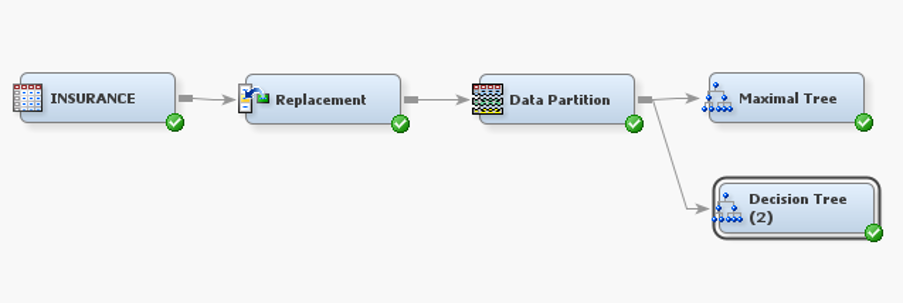 INSURANCE
Replacement
Data Partition
Maximal Tree
Decision Tree
(2)